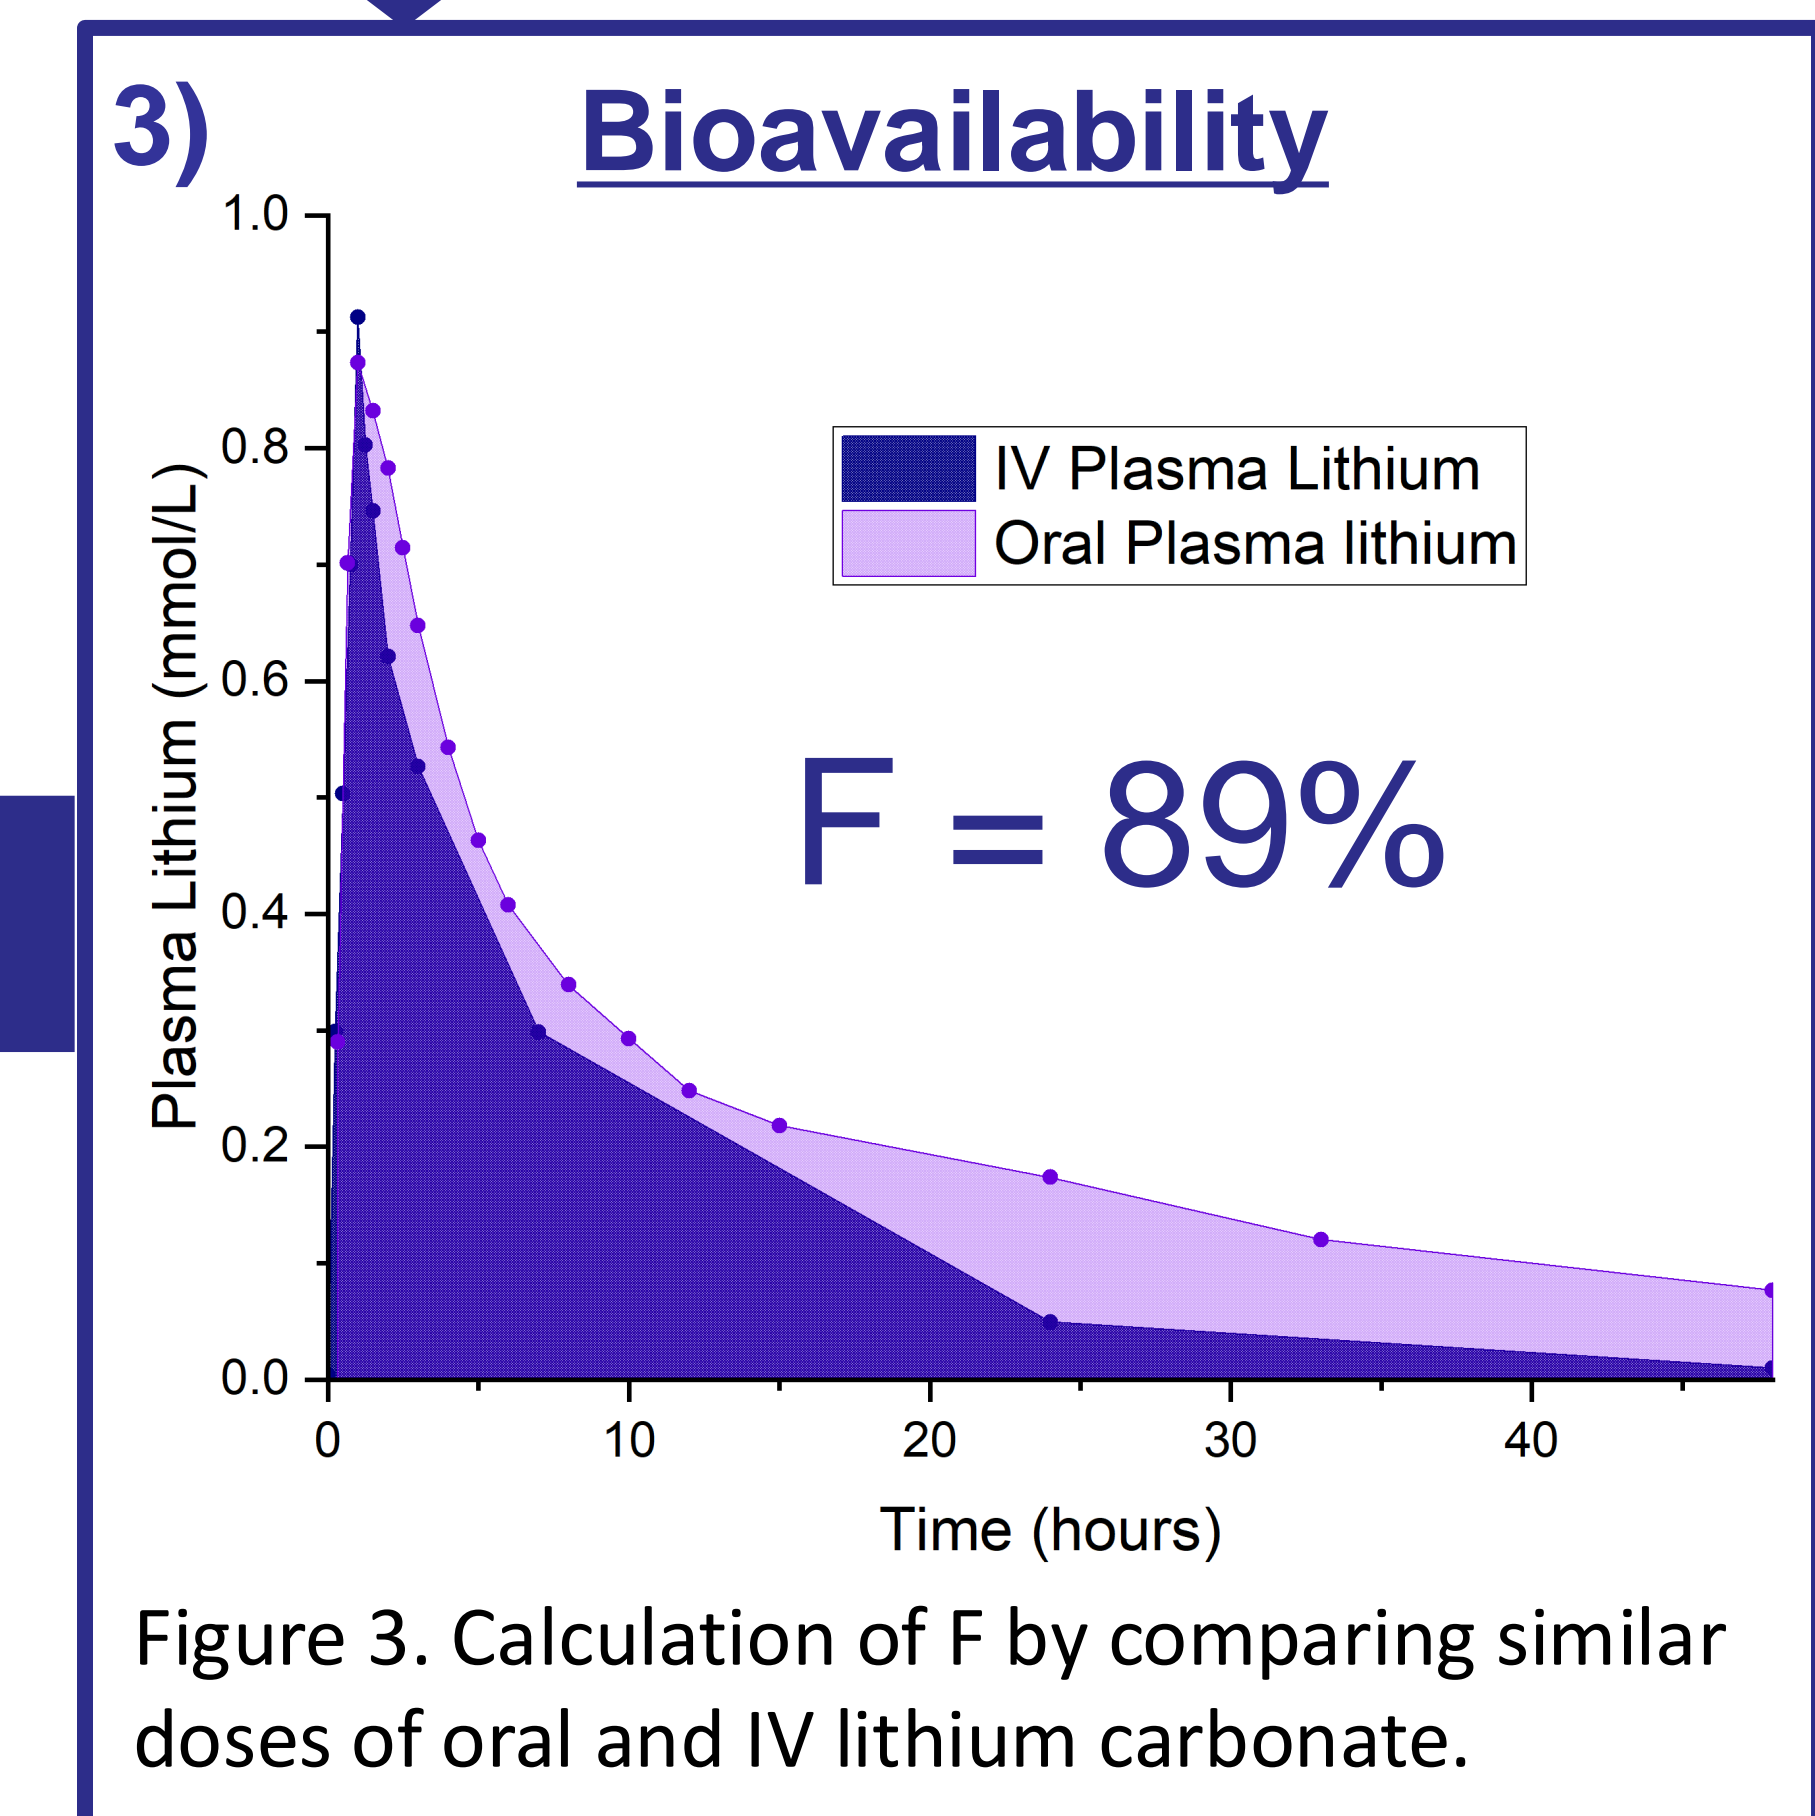 3)
Bioavailability
1.0
0.8
0.6
0.4
0.2
0.0
Plasma Lithium (mmol/L)
IV Plasma Lithium
Oral Plasma lithium
F = 89%
0 10 20 30 40
Time (hours)
Figure 3. Calculation of F by comparing similar
doses of oral and IV lithium carbonate.